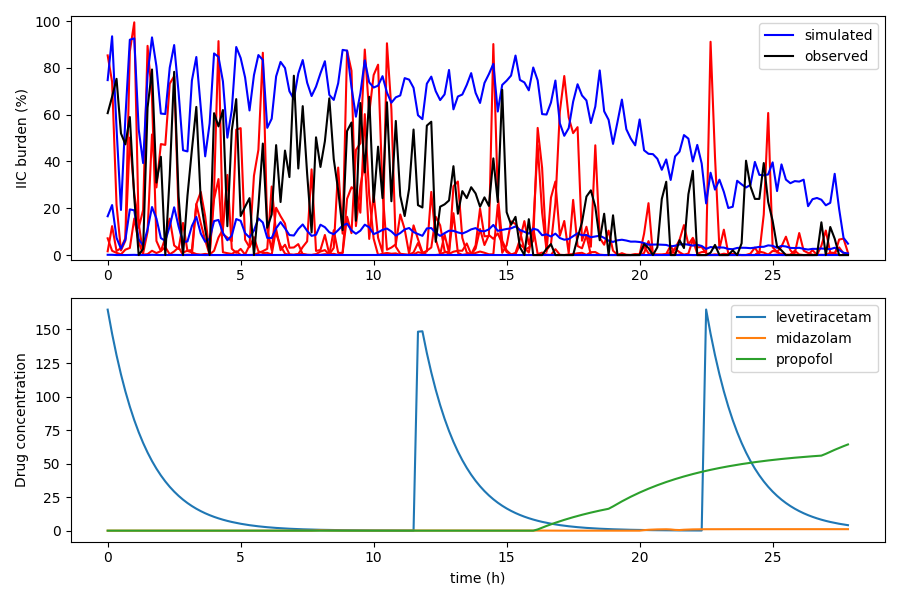 100
80
60
40
20
0
IIC burden (%)
simulated
observed
0 5 10 15 20 25
150
125
100
75
50
25
0
Drug concentration
levetiracetam
midazolam
propofol
0 5 10 15 20 25
time (h)